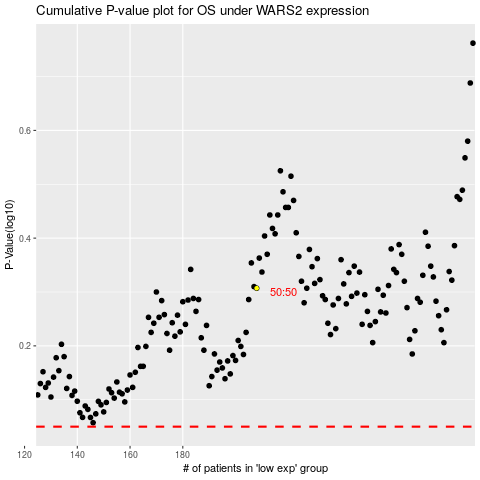 Cumulative P-value plot for OS under WARS2 expression
P-Value(log10)
0.6
0.4
0.2
50:50
120 140 160 180
# of patients in 'low exp' group